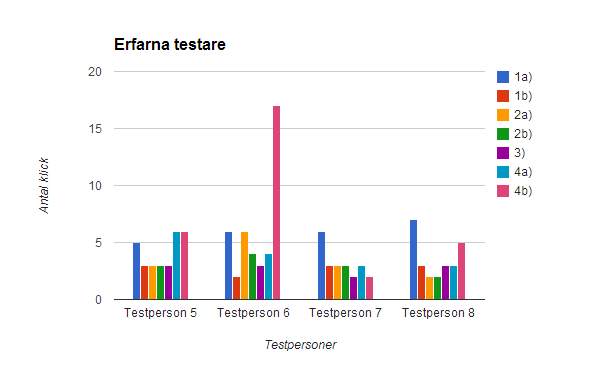 Erfarna testare
20
15
10
5
0
Antal klick
Testperson 5
Testperson 6
Testperson 7
Testperson 8
Testpersoner
1a)
1b)
2a)
2b)
3)
4a)
4b)